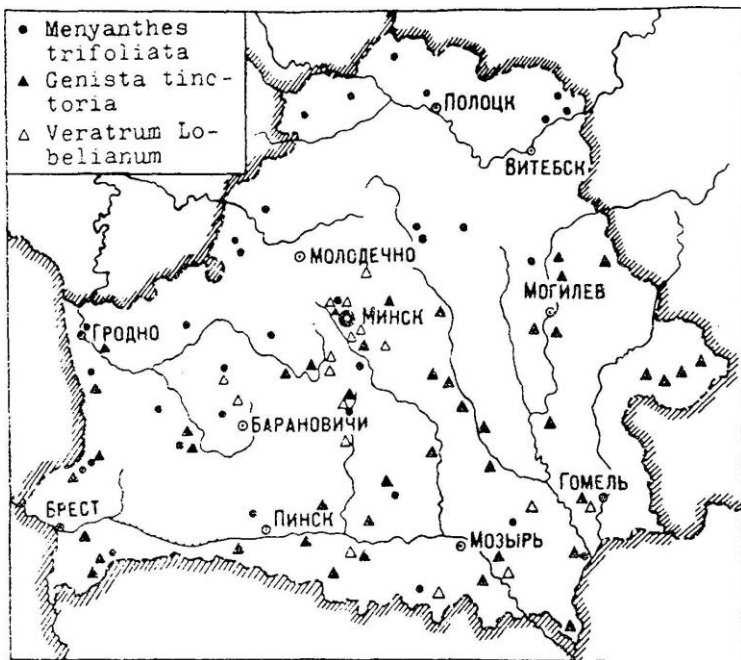 • Menyanthes
trifoliata
▲ Genista tinc-
toria
△ Veratrum Lo-
belianum
ПОЛОЦК
ВИТЕБСК
МОЛОДЕЧНО
МОГИЛЕВ
МИНСК
ГРОДНО
БАРАНОВИЧИ
ГОМЕЛЬ
БРЕСТ
ПИНСК
МОЗЫРЬ